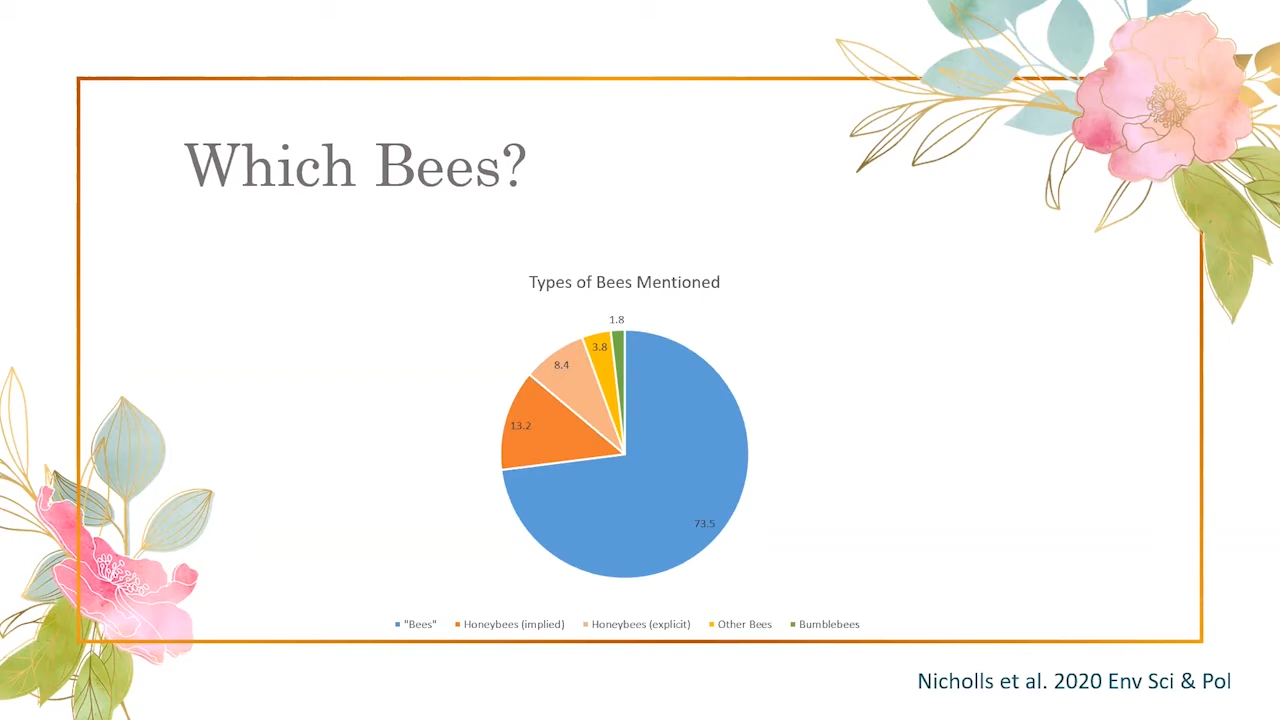 Which Bees?
Types of Bees Mentioned
1.8
3.8
8.4
13.2
73.5
"Bees" Honeybees (implied) Honeybees (explicit) Other Bees Bumblebees
Nicholls et al. 2020 Env Sci & Pol